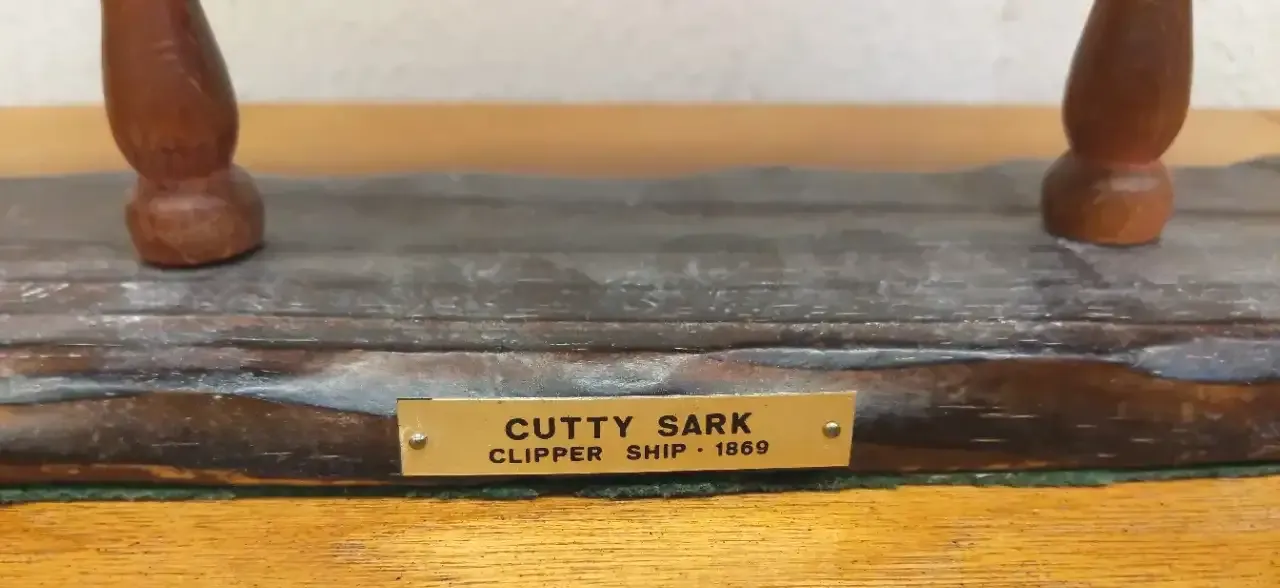 CUTTY SARK
CLIPPER SHIP · 1869